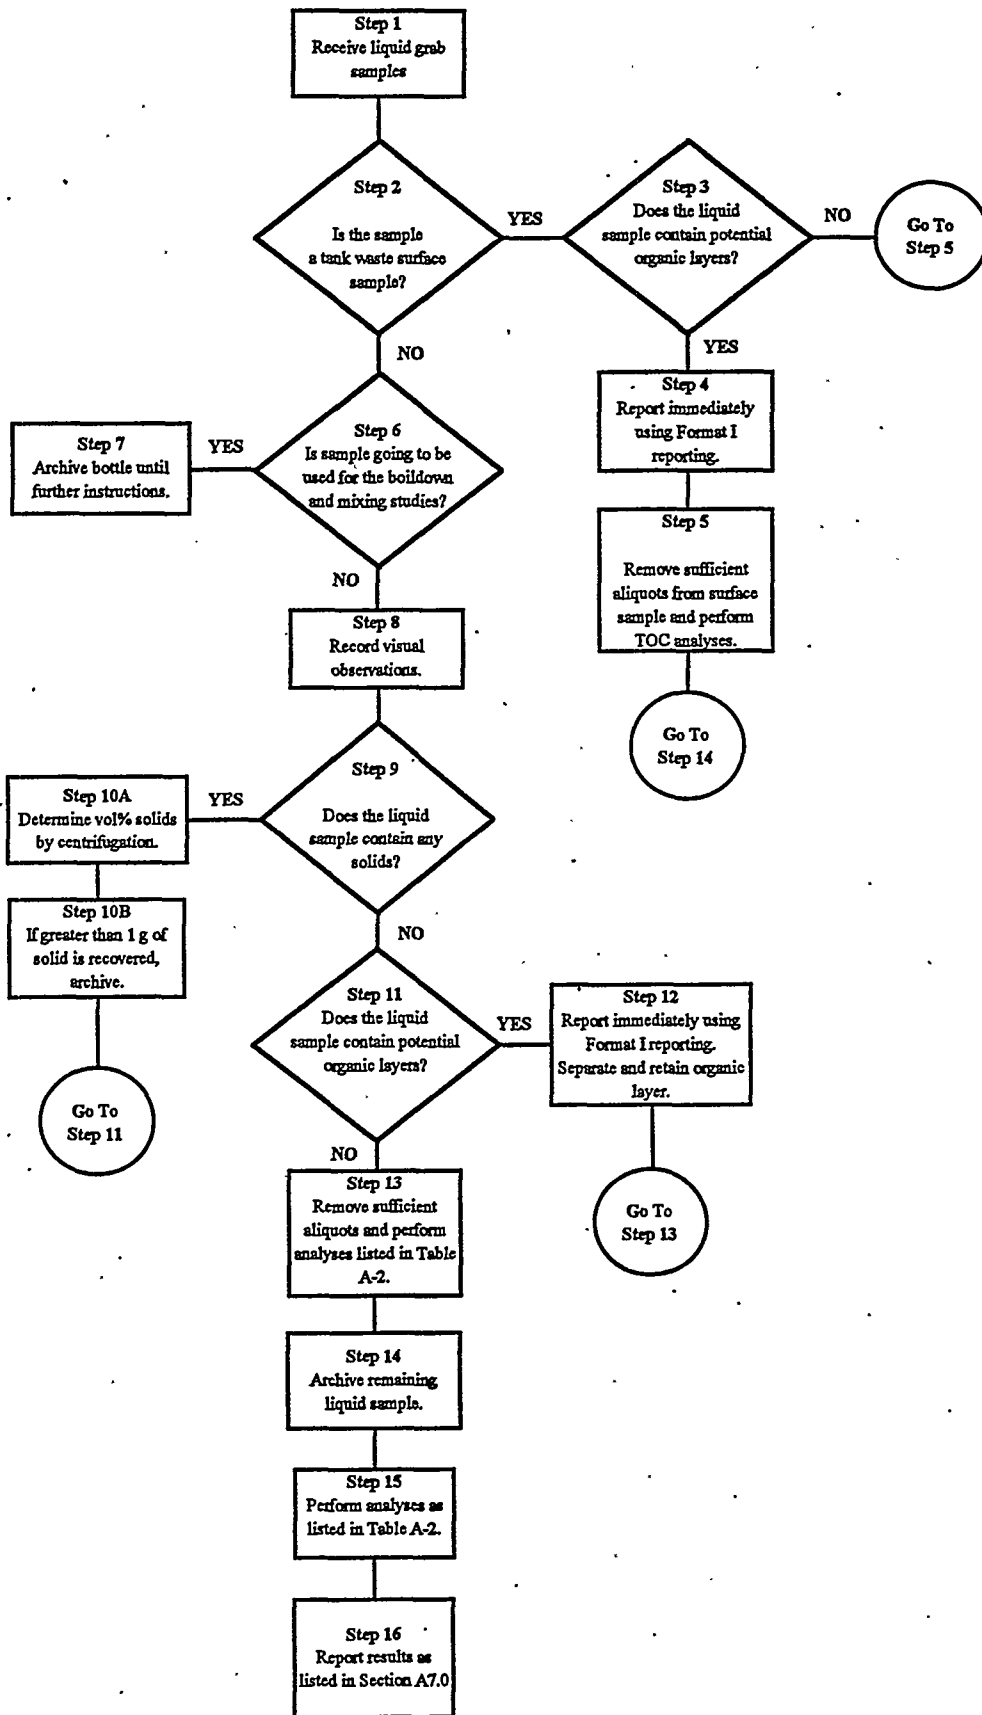 Step 1
Receive liquid grab
samples
Step 2
Is the sample
a tank waste surface
sample?
YES
Step 3
Does the liquid
sample contain potential
organic layers?
NO
Go To
Step 5
NO
YES
Step 4
Report immediately
using Format I
reporting.
Step 5
Remove sufficient
aliquots from surface
sample and perform
TOC analyses.
Go To
Step 14
Step 6
Is sample going to be
used for the boildown
and mixing studies?
YES
Step 7
Archive bottle until
further instructions.
NO
Step 8
Record visual
observations.
Step 9
Does the liquid
sample contain any
solids?
YES
Step 10A
Determine vol% solids
by centrifugation.
Step 10B
If greater than 1 g of
solid is recovered,
archive.
Go To
Step 11
NO
Step 11
Does the liquid
sample contain potential
organic layers?
YES
Step 12
Report immediately using
Format I reporting.
Separate and retain organic
layer.
Go To
Step 13
NO
Step 13
Remove sufficient
aliquots and perform
analyses listed in Table
A-2.
Step 14
Archive remaining
liquid sample.
Step 15
Perform analyses as
listed in Table A-2.
Step 16
Report results as
listed in Section A7.0